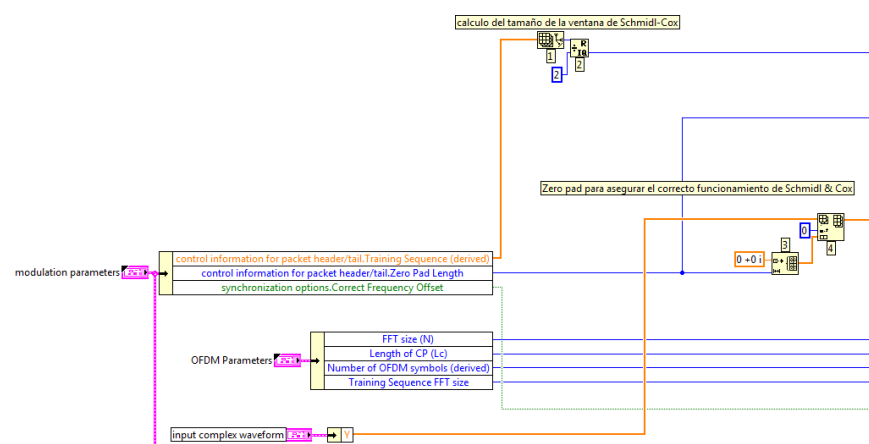 calculo del tamaño de la ventana de Schmidl-Cox
1
R
IQ
2
2
Zero pad para asegurar el correcto funcionamiento de Schmidl & Cox
0
3
0 +0 i
4
control information for packet header/tail.Training Sequence (derived)
modulation parameters
control information for packet header/tail.Zero Pad Length
synchronization options.Correct Frequency Offset
FFT size (N)
Length of CP (Lc)
OFDM Parameters
Number of OFDM symbols (derived)
Training Sequence FFT size
input complex waveform
Y